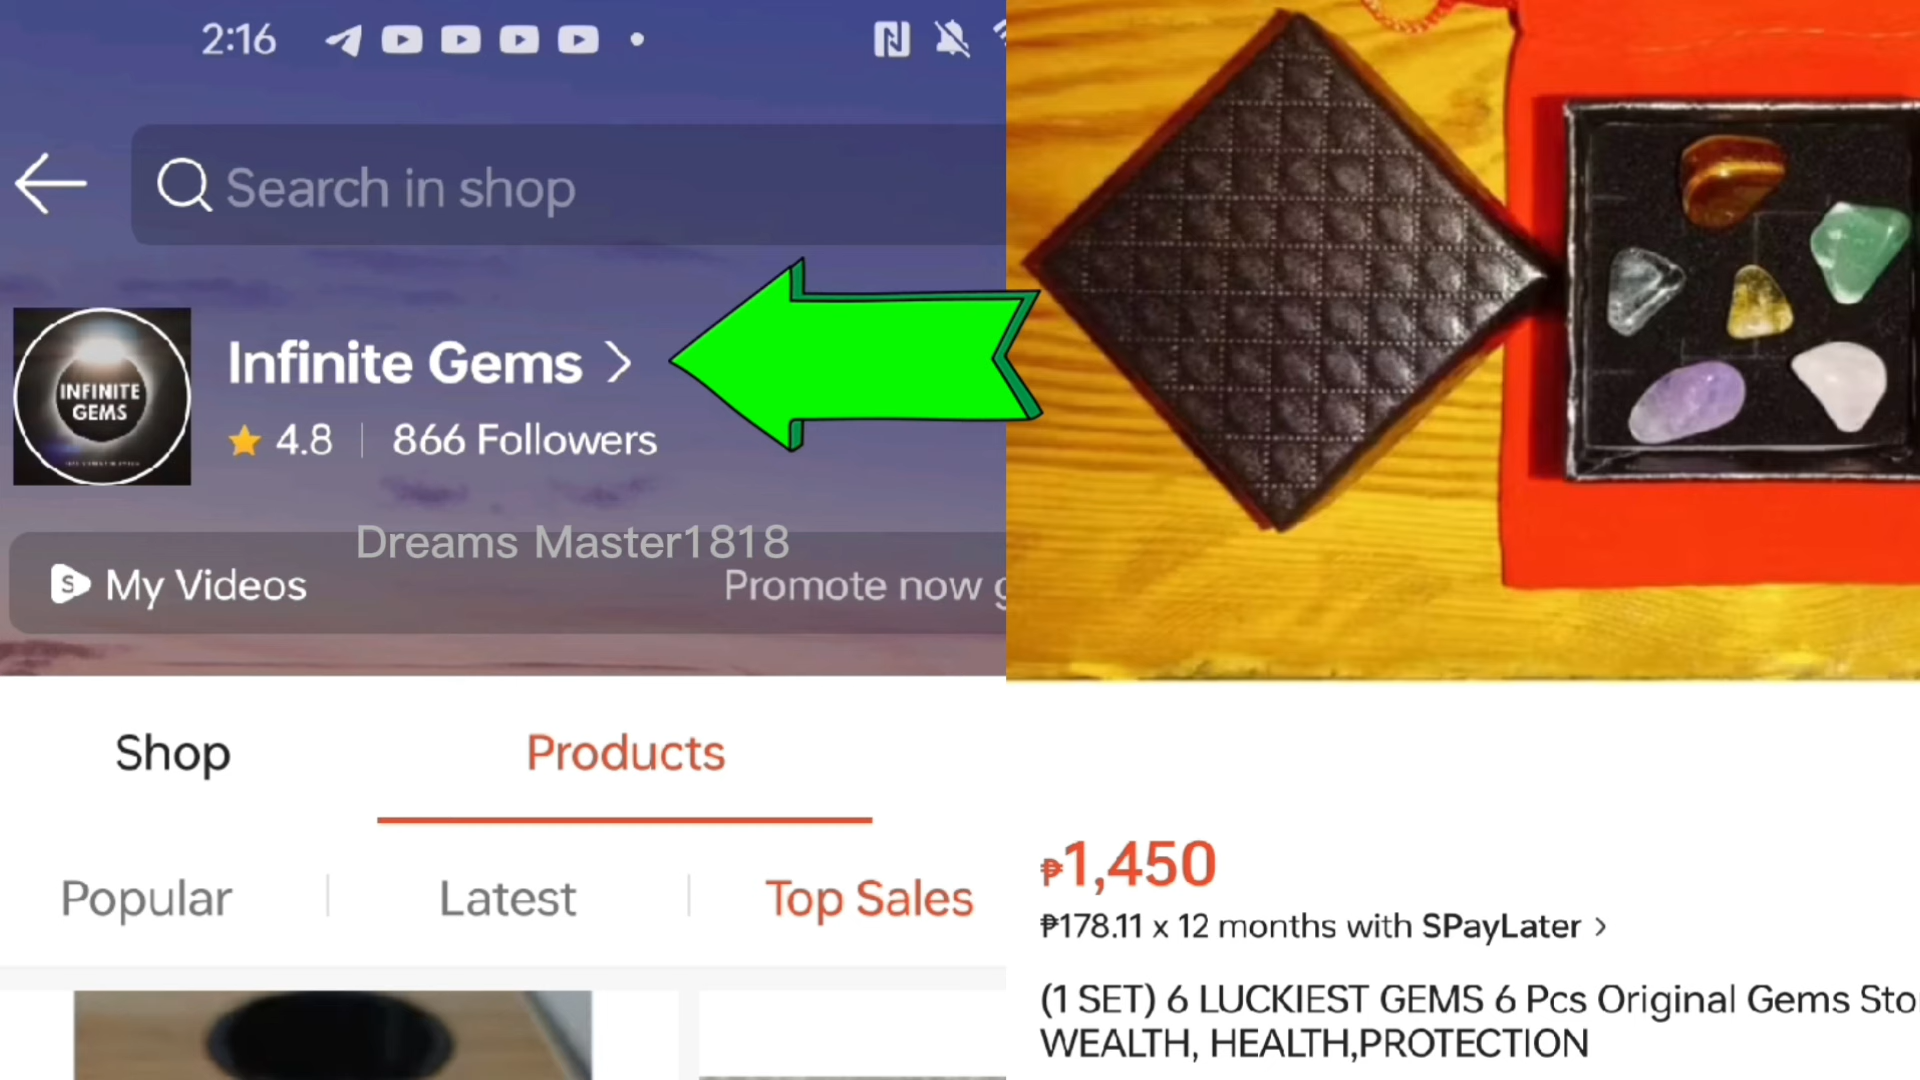 2:16
Search in shop
INFINITE
GEMS
Infinite Gems
4.8
866 Followers
Dreams Master1818
My Videos
Promote now
Shop
Products
Popular
Latest
Top Sales
₱1,450
₱178.11 x 12 months with SPayLater
(1 SET) 6 LUCKIEST GEMS 6 Pcs Original Gems Sto
WEALTH, HEALTH,PROTECTION